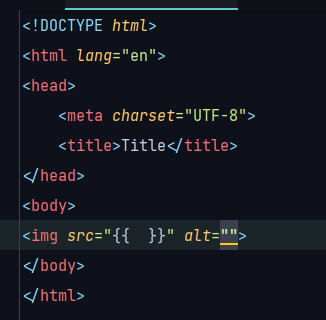 <!DOCTYPE html>
<html lang="en">
<head>
    <meta charset="UTF-8">
    <title>Title</title>
</head>
<body>
<img src="{{  }}" alt="">
</body>
</html>